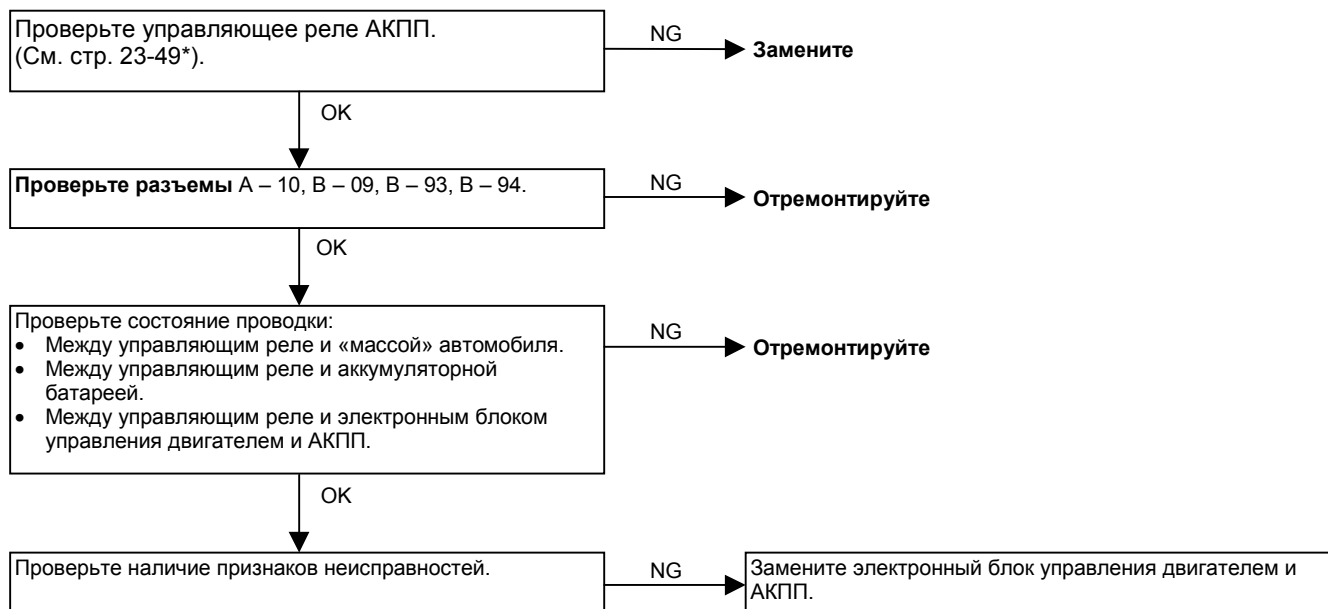 Проверьте управляющее реле АКПП.
(См. стр. 23-49*).
NG
Замените
OK
Проверьте разъемы А – 10, В – 09, В – 93, В – 94.
NG
Отремонтируйте
OK
Проверьте состояние проводки:
• Между управляющим реле и «массой» автомобиля.
• Между управляющим реле и аккумуляторной
батареей.
• Между управляющим реле и электронным блоком
управления двигателем и АКПП.
NG
Отремонтируйте
OK
Проверьте наличие признаков неисправностей.
NG
Замените электронный блок управления двигателем и
АКПП.